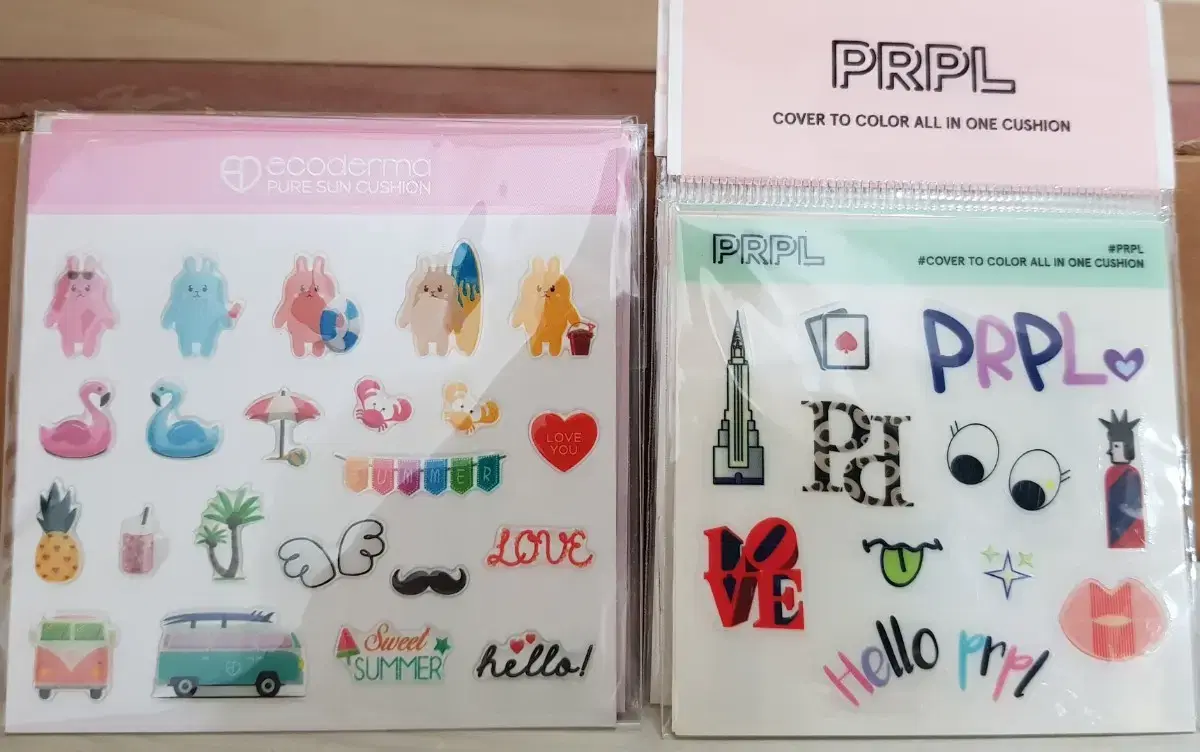 ecoderma
PURE SUN CUSHION
LOVE
YOU
SUMMER
LOVE
Sweet
SUMMER
hello!
PRPL
COVER TO COLOR ALL IN ONE CUSHION
PRPL
#PRPL
#COVER TO COLOR ALL IN ONE CUSHION
PRPL
LOVE
Hello prpl